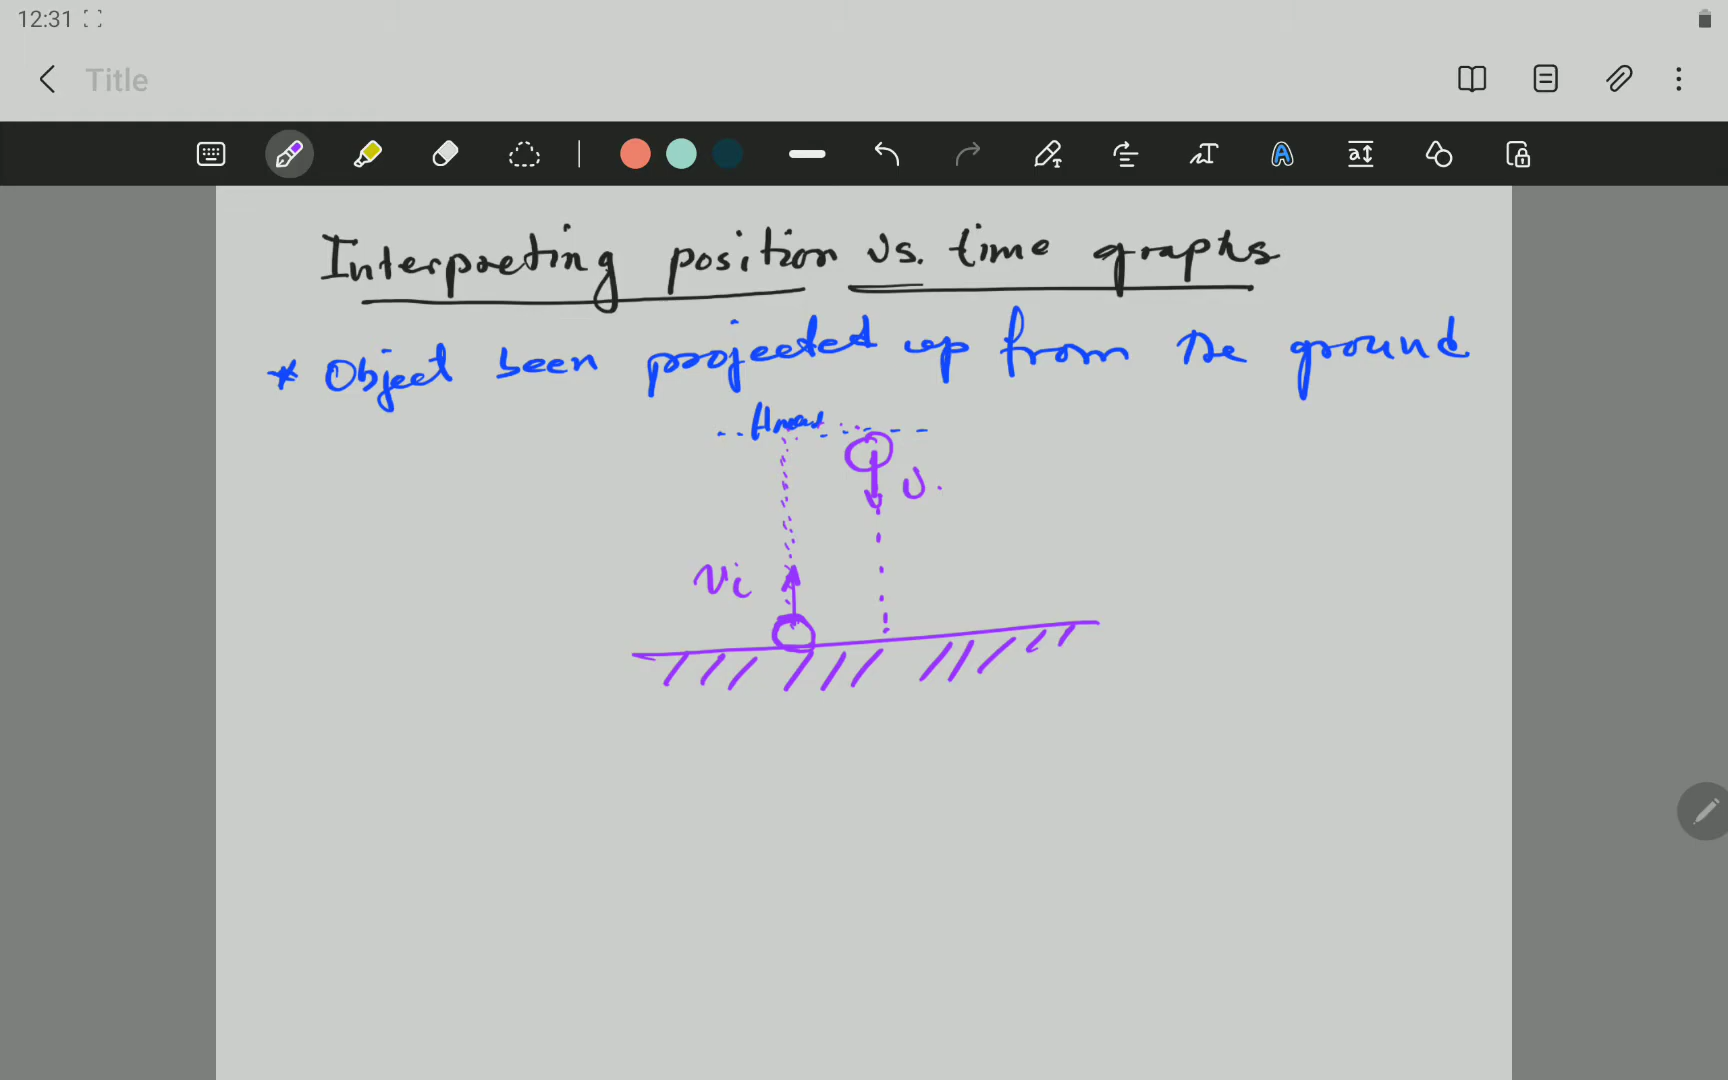 12:31
Title
Interpreting position vs. time graphs
* Object been projected up from the ground
Hmax
v.
vi